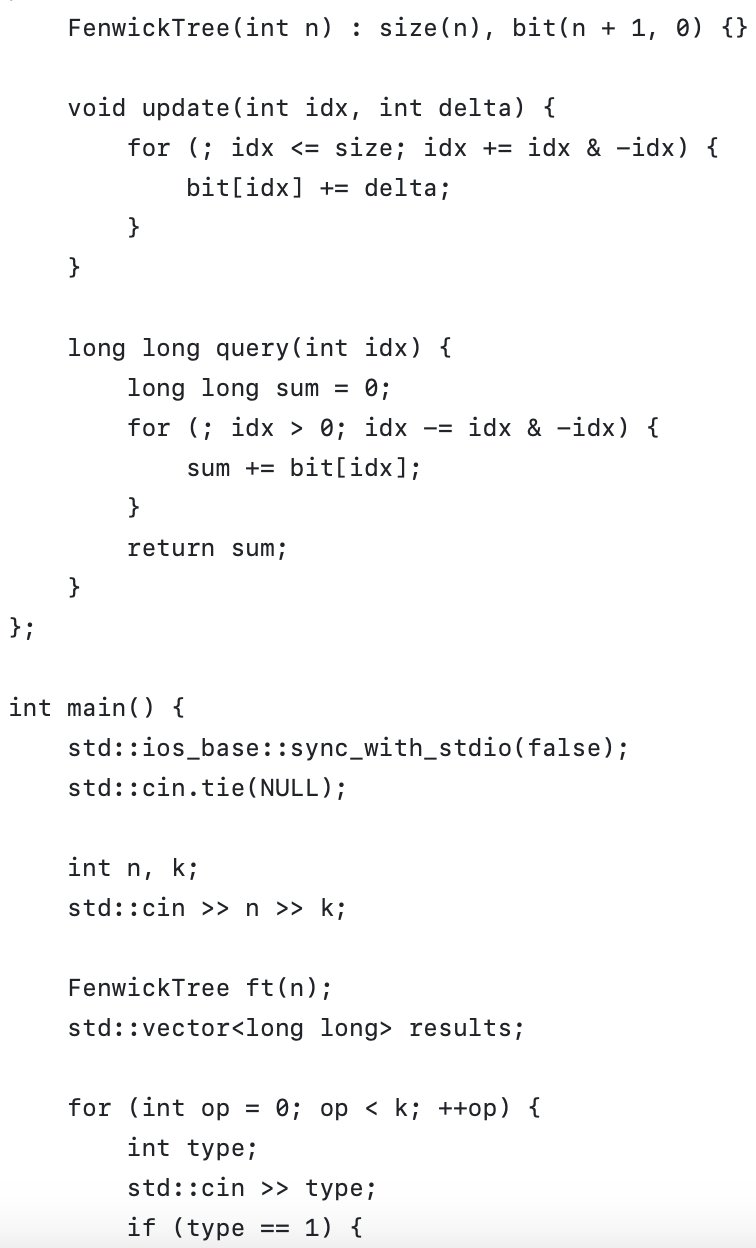 FenwickTree(int n) : size(n), bit(n + 1, 0) {}

    void update(int idx, int delta) {
        for (; idx <= size; idx += idx & -idx) {
            bit[idx] += delta;
        }
    }

    long long query(int idx) {
        long long sum = 0;
        for (; idx > 0; idx -= idx & -idx) {
            sum += bit[idx];
        }
        return sum;
    }
};

int main() {
    std::ios_base::sync_with_stdio(false);
    std::cin.tie(NULL);

    int n, k;
    std::cin >> n >> k;

    FenwickTree ft(n);
    std::vector<long long> results;

    for (int op = 0; op < k; ++op) {
        int type;
        std::cin >> type;
        if (type == 1) {